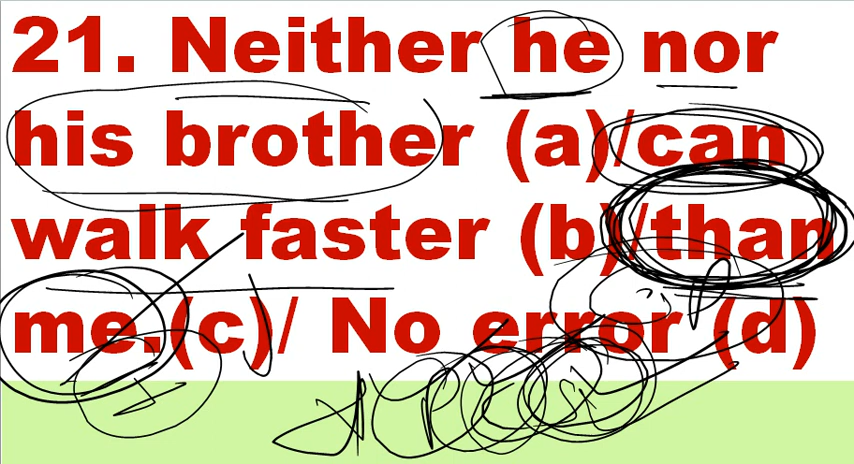 21. Neither he nor
his brother (a)/can
walk faster (b)/than
me.(c)/ No error (d)